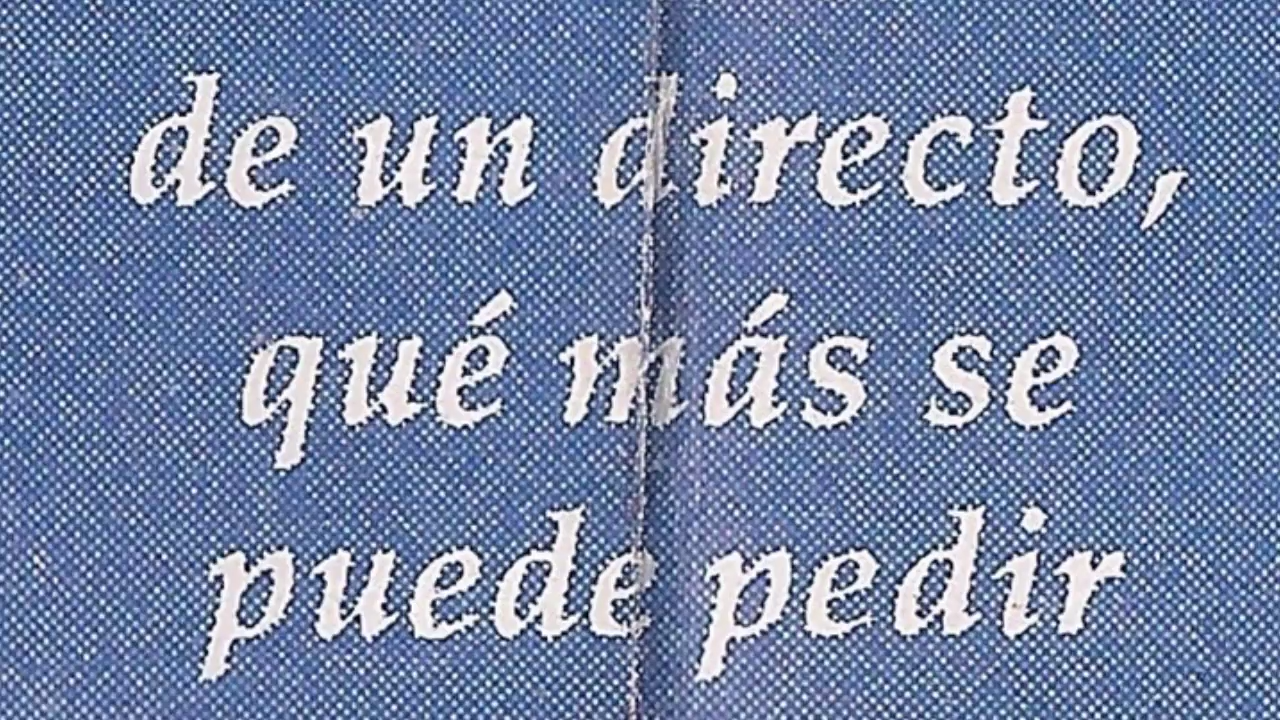 de un directo,
qué más se
puede pedir